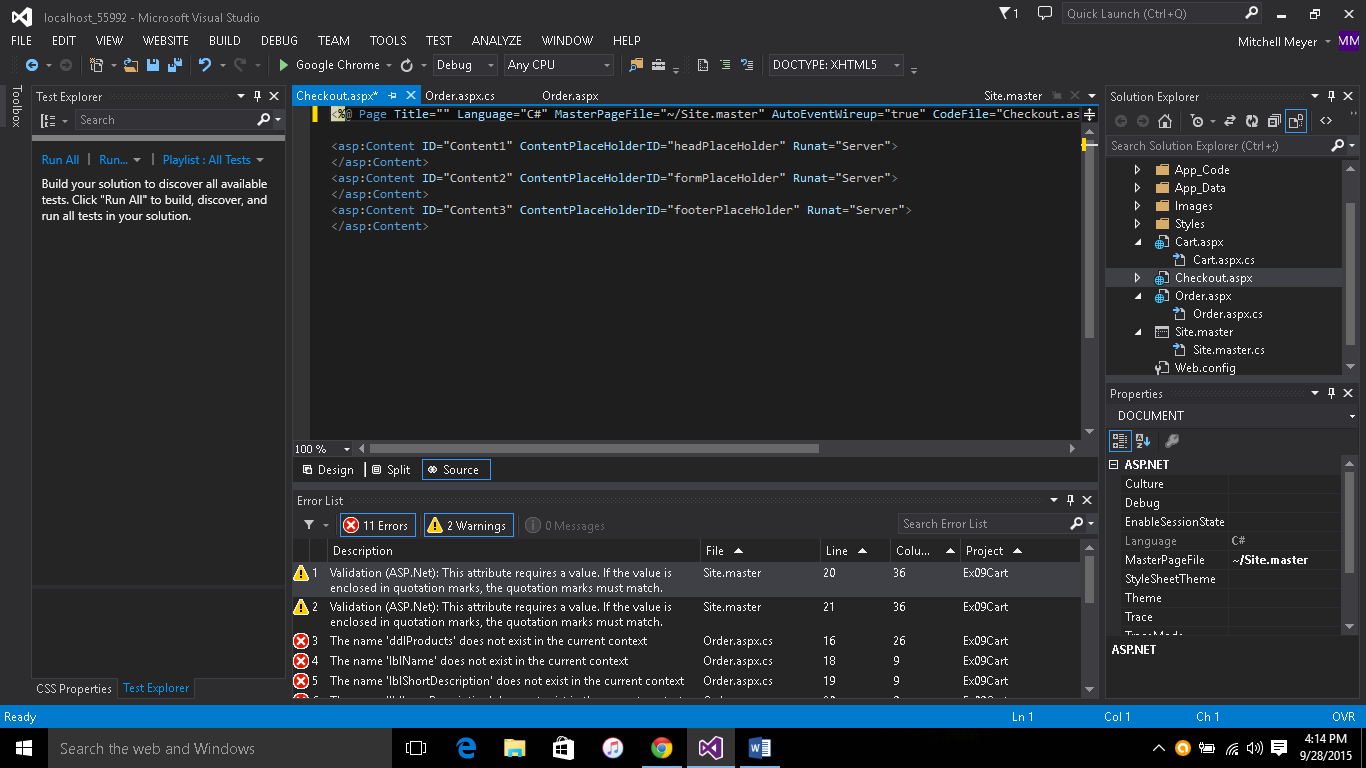 localhost_55992 - Microsoft Visual Studio
1
Quick Launch (Ctrl+Q)
FILE EDIT VIEW WEBSITE BUILD DEBUG TEAM TOOLS TEST ANALYZE WINDOW HELP
Mitchell Meyer MM
Google Chrome Debug Any CPU DOCTYPE: XHTML5
Toolbox
Test Explorer
Search
Run All | Run... | Playlist : All Tests
Build your solution to discover all available
tests. Click "Run All" to build, discover, and
run all tests in your solution.
CSS Properties Test Explorer
Checkout.aspx* Order.aspx.cs Order.aspx Site.master
<%@ Page Title="" Language="C#" MasterPageFile="~/Site.master" AutoEventWireup="true" CodeFile="Checkout.as
<asp:Content ID="Content1" ContentPlaceHolderID="headPlaceHolder" Runat="Server">
</asp:Content>
<asp:Content ID="Content2" ContentPlaceHolderID="formPlaceHolder" Runat="Server">
</asp:Content>
<asp:Content ID="Content3" ContentPlaceHolderID="footerPlaceHolder" Runat="Server">
</asp:Content>
100 %
Design Split Source
Error List
11 Errors 2 Warnings 0 Messages
Search Error List
Description File Line Colu... Project
1 Validation (ASP.Net): This attribute requires a value. If the value is Site.master 20 36 Ex09Cart
enclosed in quotation marks, the quotation marks must match.
2 Validation (ASP.Net): This attribute requires a value. If the value is Site.master 21 36 Ex09Cart
enclosed in quotation marks, the quotation marks must match.
3 The name 'ddlProducts' does not exist in the current context Order.aspx.cs 16 26 Ex09Cart
4 The name 'lblName' does not exist in the current context Order.aspx.cs 18 9 Ex09Cart
5 The name 'lblShortDescription' does not exist in the current context Order.aspx.cs 19 9 Ex09Cart
Solution Explorer
Search Solution Explorer (Ctrl+;)
App_Code
App_Data
Images
Styles
Cart.aspx
Cart.aspx.cs
Checkout.aspx
Order.aspx
Order.aspx.cs
Site.master
Site.master.cs
Web.config
Properties
DOCUMENT
ASP.NET
Culture
Debug
EnableSessionState
Language C#
MasterPageFile ~/Site.master
StyleSheetTheme
Theme
Trace
ASP.NET
Ready Ln 1 Col 1 Ch 1 OVR
Search the web and Windows
4:14 PM
9/28/2015